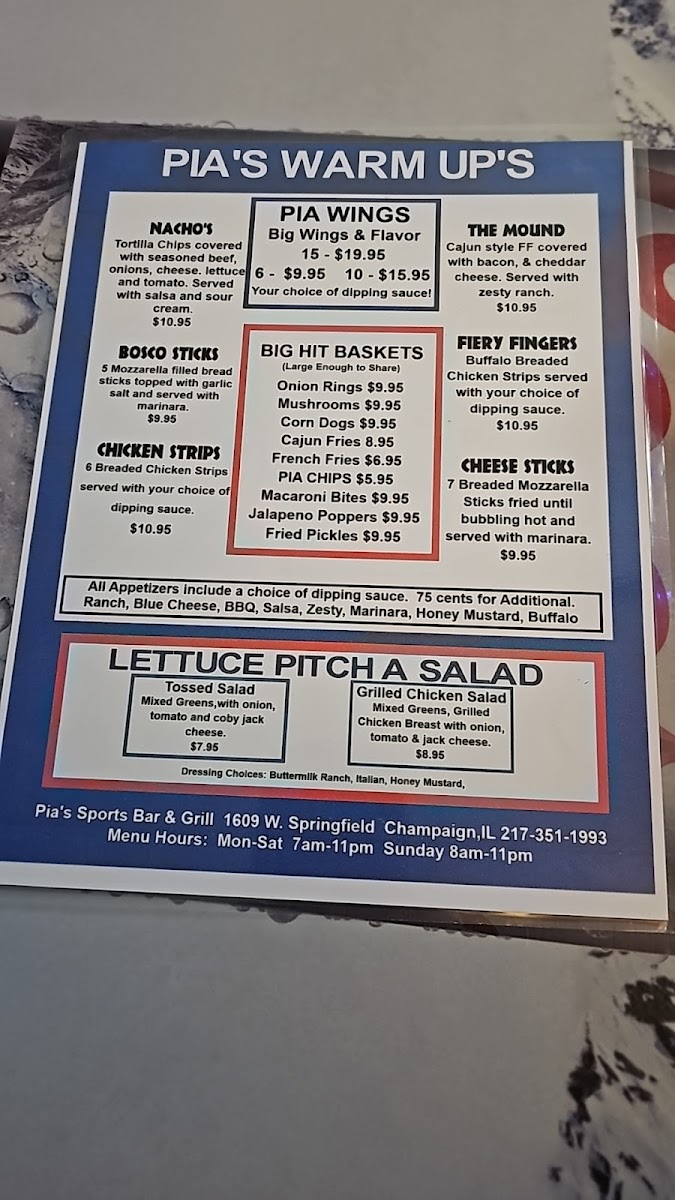 PIA'S WARM UP'S
NACHO'S
Tortilla Chips covered
with seasoned beef,
onions, cheese. lettuce
and tomato. Served
with salsa and sour
cream.
$10.95
BOSCO STICKS
5 Mozzarella filled bread
sticks topped with garlic
salt and served with
marinara.
$9.95
CHICKEN STRIPS
6 Breaded Chicken Strips
served with your choice of
dipping sauce.
$10.95
PIA WINGS
Big Wings & Flavor
15 - $19.95
6 - $9.95 10 - $15.95
Your choice of dipping sauce!
BIG HIT BASKETS
(Large Enough to Share)
Onion Rings $9.95
Mushrooms $9.95
Corn Dogs $9.95
Cajun Fries 8.95
French Fries $6.95
PIA CHIPS $5.95
Macaroni Bites $9.95
Jalapeno Poppers $9.95
Fried Pickles $9.95
THE MOUND
Cajun style FF covered
with bacon, & cheddar
cheese. Served with
zesty ranch.
$10.95
FIERY FINGERS
Buffalo Breaded
Chicken Strips served
with your choice of
dipping sauce.
$10.95
CHEESE STICKS
7 Breaded Mozzarella
Sticks fried until
bubbling hot and
served with marinara.
$9.95
All Appetizers include a choice of dipping sauce. 75 cents for Additional.
Ranch, Blue Cheese, BBQ, Salsa, Zesty, Marinara, Honey Mustard, Buffalo
LETTUCE PITCH A SALAD
Tossed Salad
Mixed Greens,with onion,
tomato and coby jack
cheese.
$7.95
Grilled Chicken Salad
Mixed Greens, Grilled
Chicken Breast with onion,
tomato & jack cheese.
$8.95
Dressing Choices: Buttermilk Ranch, Italian, Honey Mustard,
Pia's Sports Bar & Grill 1609 W. Springfield Champaign,IL 217-351-1993
Menu Hours: Mon-Sat 7am-11pm Sunday 8am-11pm